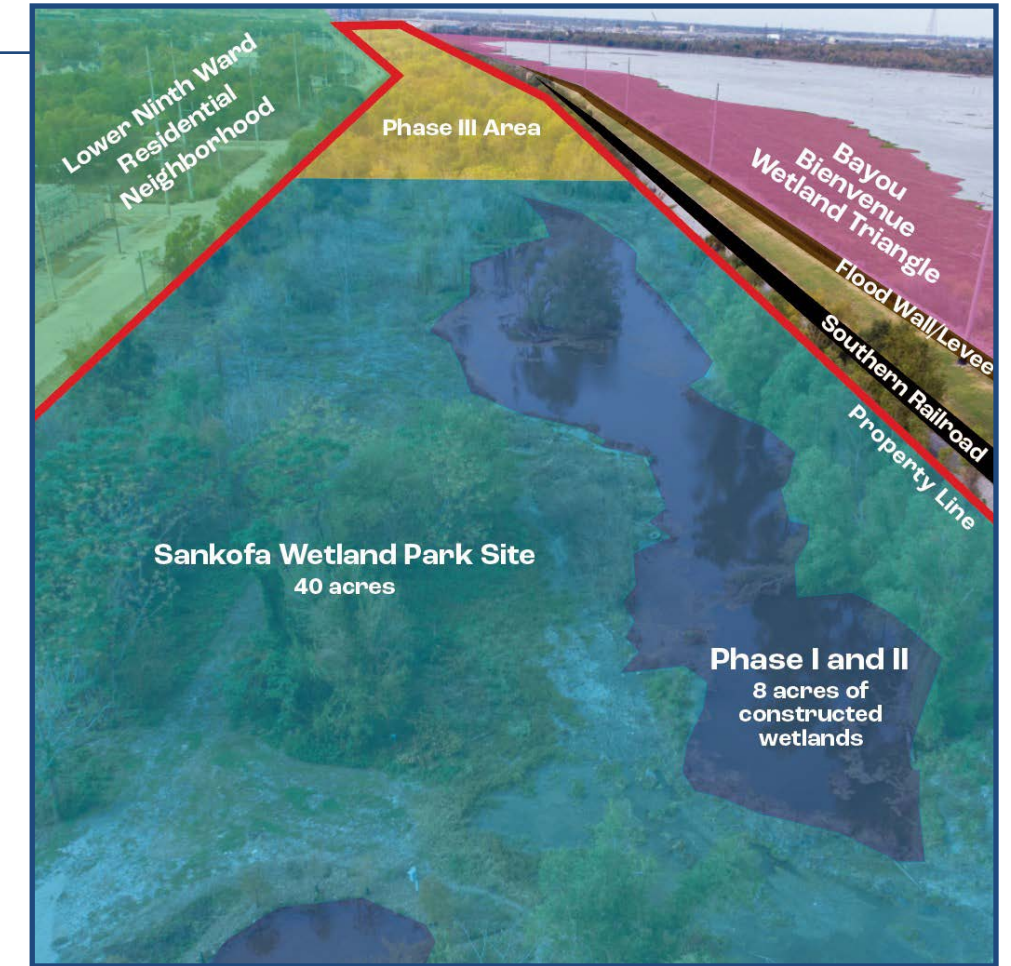 Lower Ninth Ward
Residential
Neighborhood
Phase III Area
Bayou
Bienvenue
Wetland Triangle
Flood Wall/Levee
Southern Railroad
Property Line
Sankofa Wetland Park Site
40 acres
Phase I and II
8 acres of
constructed
wetlands